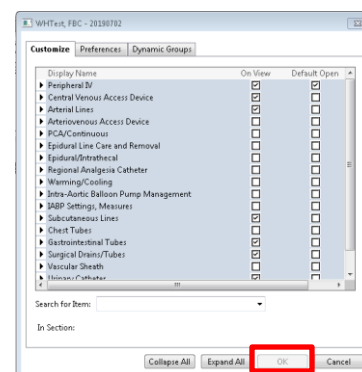 WHTest, FBC - 20190702
Customize Preferences Dynamic Groups
Display Name On View Default Open
Peripheral IV
Central Venous Access Device
Arterial Lines
Arteriovenous Access Device
PCA/Continuous
Epidural Line Care and Removal
Epidural/Intrathecal
Regional Analgesia Catheter
Warming/Cooling
Intra-Aortic Balloon Pump Management
IABP Settings, Measures
Subcutaneous Lines
Chest Tubes
Gastrointestinal Tubes
Surgical Drains/Tubes
Vascular Sheath
Urinary Catheter
Search for Item:
In Section:
Collapse All Expand All OK Cancel